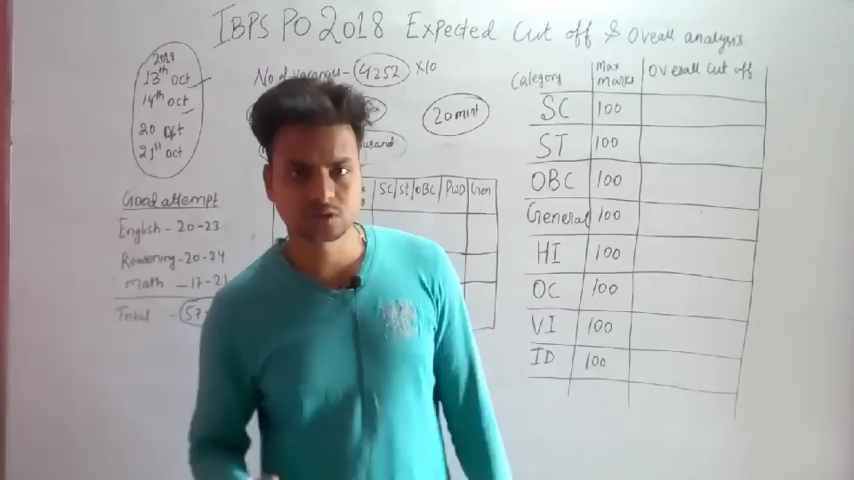 IBPS PO 2018 Expected Cut off & Overall analysis
2018
13th Oct
14th Oct
20 Oct
21st Oct
No of vacancy - 4252 x10
20 mint
Good attempt
English - 20-23
Reasoning - 20-24
Math - 17-21
Total - 57
SC/ST/OBC PWD Gen
Category Max marks Overall cut off
SC 100
ST 100
OBC 100
General 100
HI 100
OC 100
VI 100
ID 100